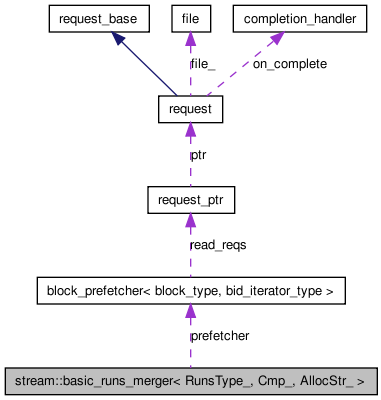 request_base file completion_handler
file_ on_complete
request
ptr
request_ptr
read_reqs
block_prefetcher< block_type, bid_iterator_type >
prefetcher
stream::basic_runs_merger< RunsType_, Cmp_, AllocStr_ >